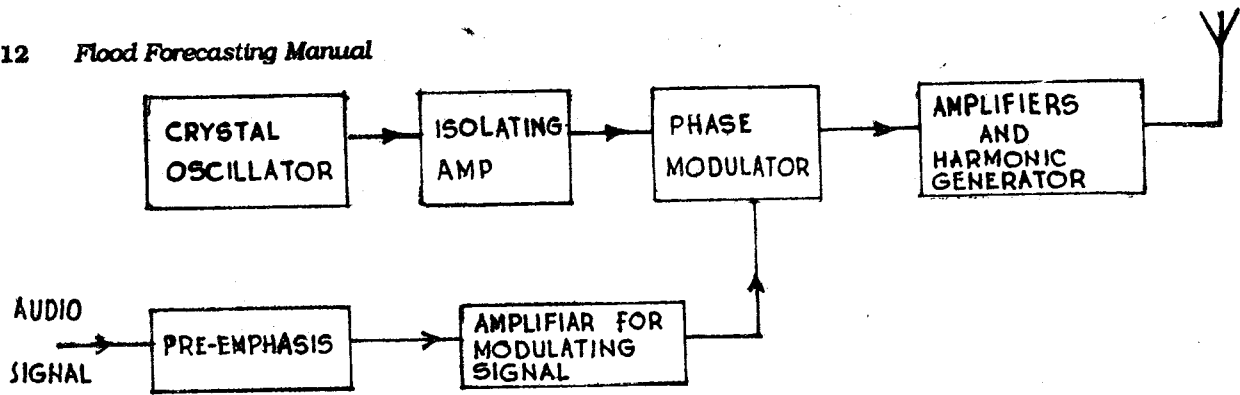 12 Flood Forecasting Manual
CRYSTAL
OSCILLATOR
ISOLATING
AMP
PHASE
MODULATOR
AMPLIFIERS
AND
HARMONIC
GENERATOR
AUDIO
SIGNAL
PRE-EMPHASIS
AMPLIFIAR FOR
MODULATING
SIGNAL